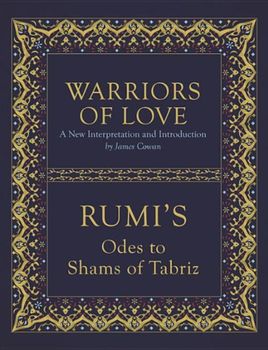 WARRIORS
OF LOVE
A New Interpretation and Introduction
by James Cowan
RUMI'S
Odes to
Shams of Tabriz